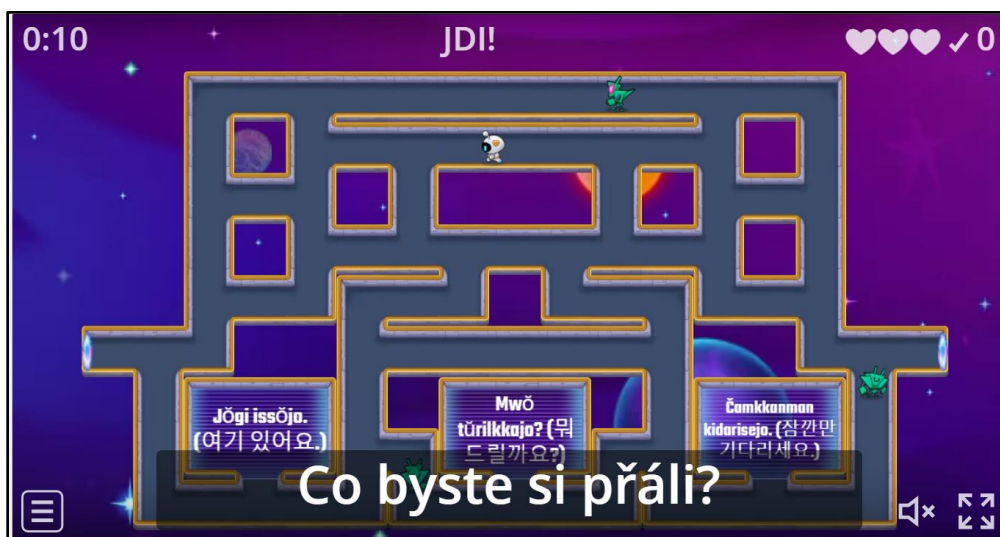 0:10
JDI!
✓ 0
Jŏgi issŏjo.
(여기 있어요.)
Mwŏ
tŭrilkkajo? (뭐
드릴까요?)
Čamkkanman
kidarisejo. (잠깐만
기다리세요.)
Co byste si přáli?